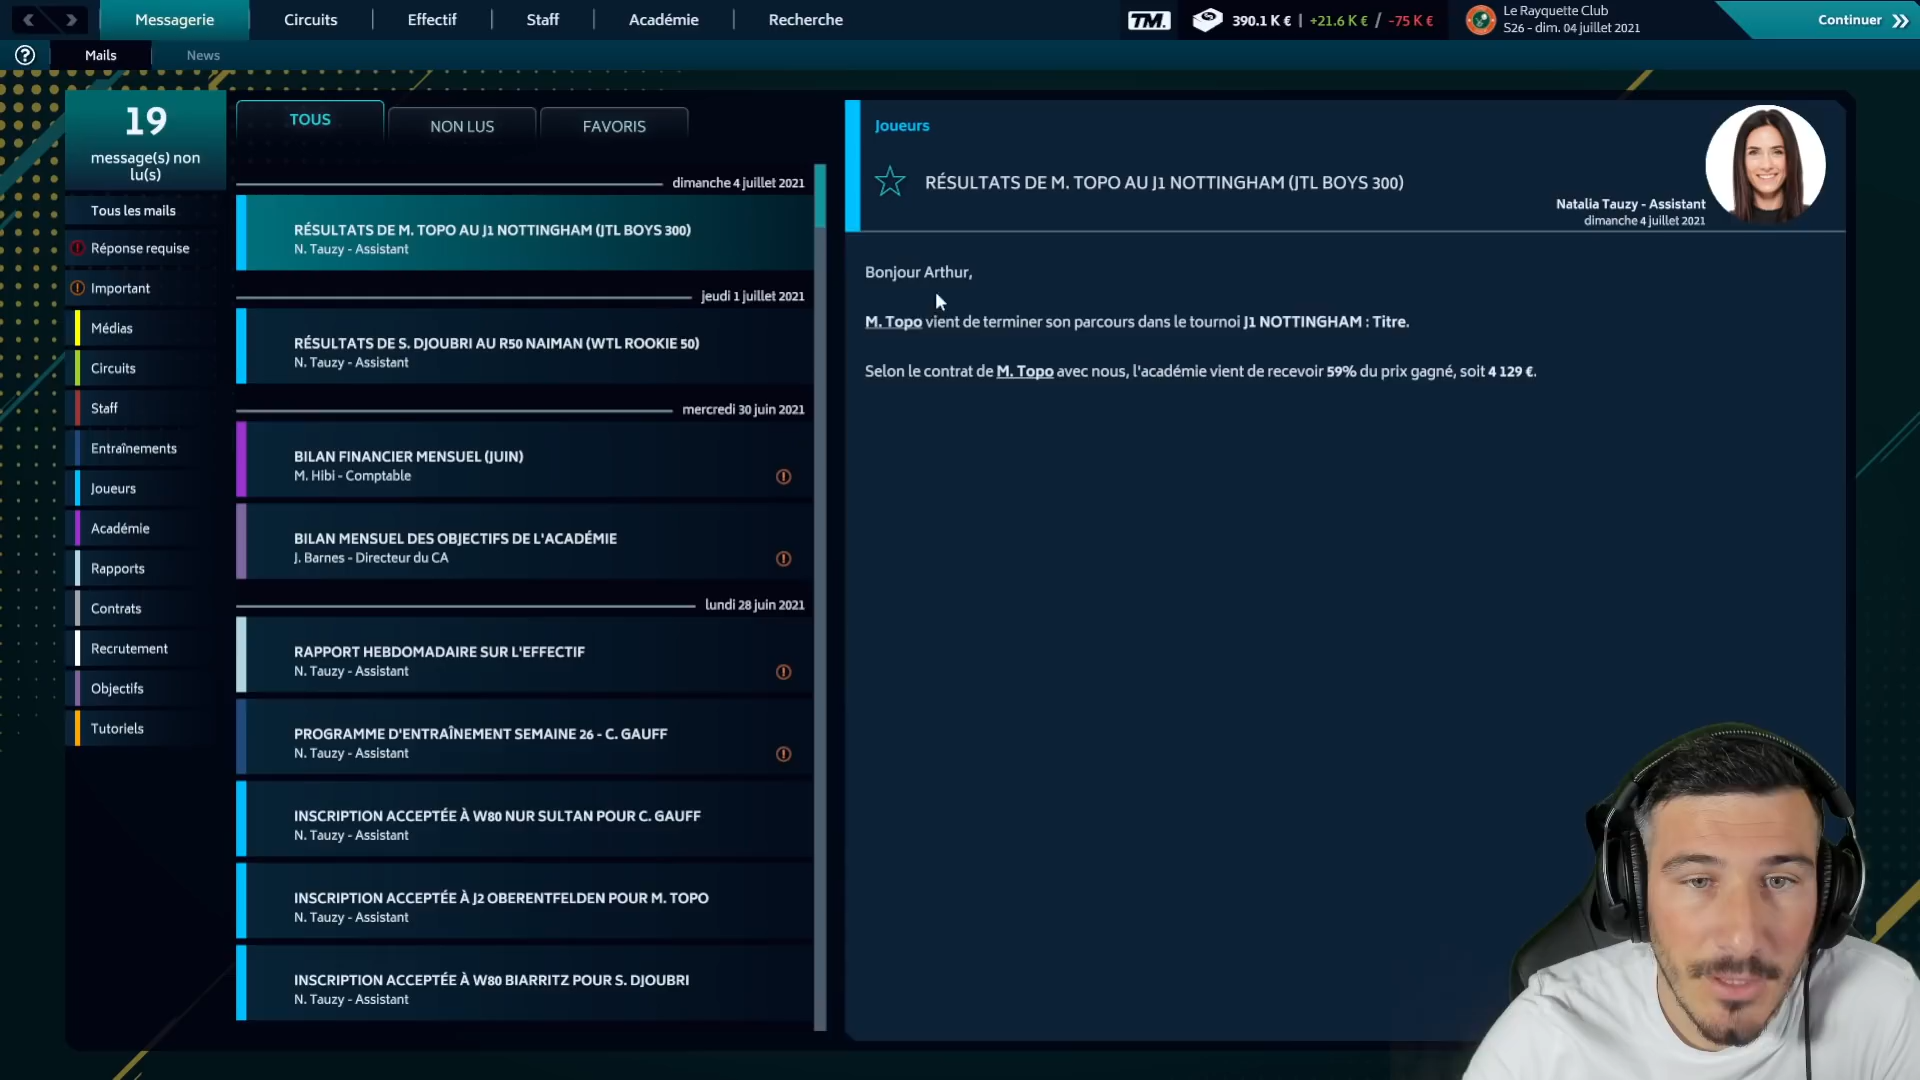 Messagerie
Circuits
Effectif
Staff
Académie
Recherche
TM.
390.1 K € | +21.6 K € / -75 K €
Le Rayquette Club
S26 - dim. 04 juillet 2021
Continuer
?
Mails
News
19
message(s) non
lu(s)
Tous les mails
Réponse requise
Important
Médias
Circuits
Staff
Entraînements
Joueurs
Académie
Rapports
Contrats
Recrutement
Objectifs
Tutoriels
TOUS
NON LUS
FAVORIS
dimanche 4 juillet 2021
RÉSULTATS DE M. TOPO AU J1 NOTTINGHAM (JTL BOYS 300)
N. Tauzy - Assistant
jeudi 1 juillet 2021
RÉSULTATS DE S. DJOUBRI AU R50 NAIMAN (WTL ROOKIE 50)
N. Tauzy - Assistant
mercredi 30 juin 2021
BILAN FINANCIER MENSUEL (JUIN)
M. Hibi - Comptable
BILAN MENSUEL DES OBJECTIFS DE L'ACADÉMIE
J. Barnes - Directeur du CA
lundi 28 juin 2021
RAPPORT HEBDOMADAIRE SUR L'EFFECTIF
N. Tauzy - Assistant
PROGRAMME D'ENTRAÎNEMENT SEMAINE 26 - C. GAUFF
N. Tauzy - Assistant
INSCRIPTION ACCEPTÉE À W80 NUR SULTAN POUR C. GAUFF
N. Tauzy - Assistant
INSCRIPTION ACCEPTÉE À J2 OBERENTFELDEN POUR M. TOPO
N. Tauzy - Assistant
INSCRIPTION ACCEPTÉE À W80 BIARRITZ POUR S. DJOUBRI
N. Tauzy - Assistant
Joueurs
RÉSULTATS DE M. TOPO AU J1 NOTTINGHAM (JTL BOYS 300)
Natalia Tauzy - Assistant
dimanche 4 juillet 2021
Bonjour Arthur,
M. Topo vient de terminer son parcours dans le tournoi J1 NOTTINGHAM : Titre.
Selon le contrat de M. Topo avec nous, l'académie vient de recevoir 59% du prix gagné, soit 4 129 €.